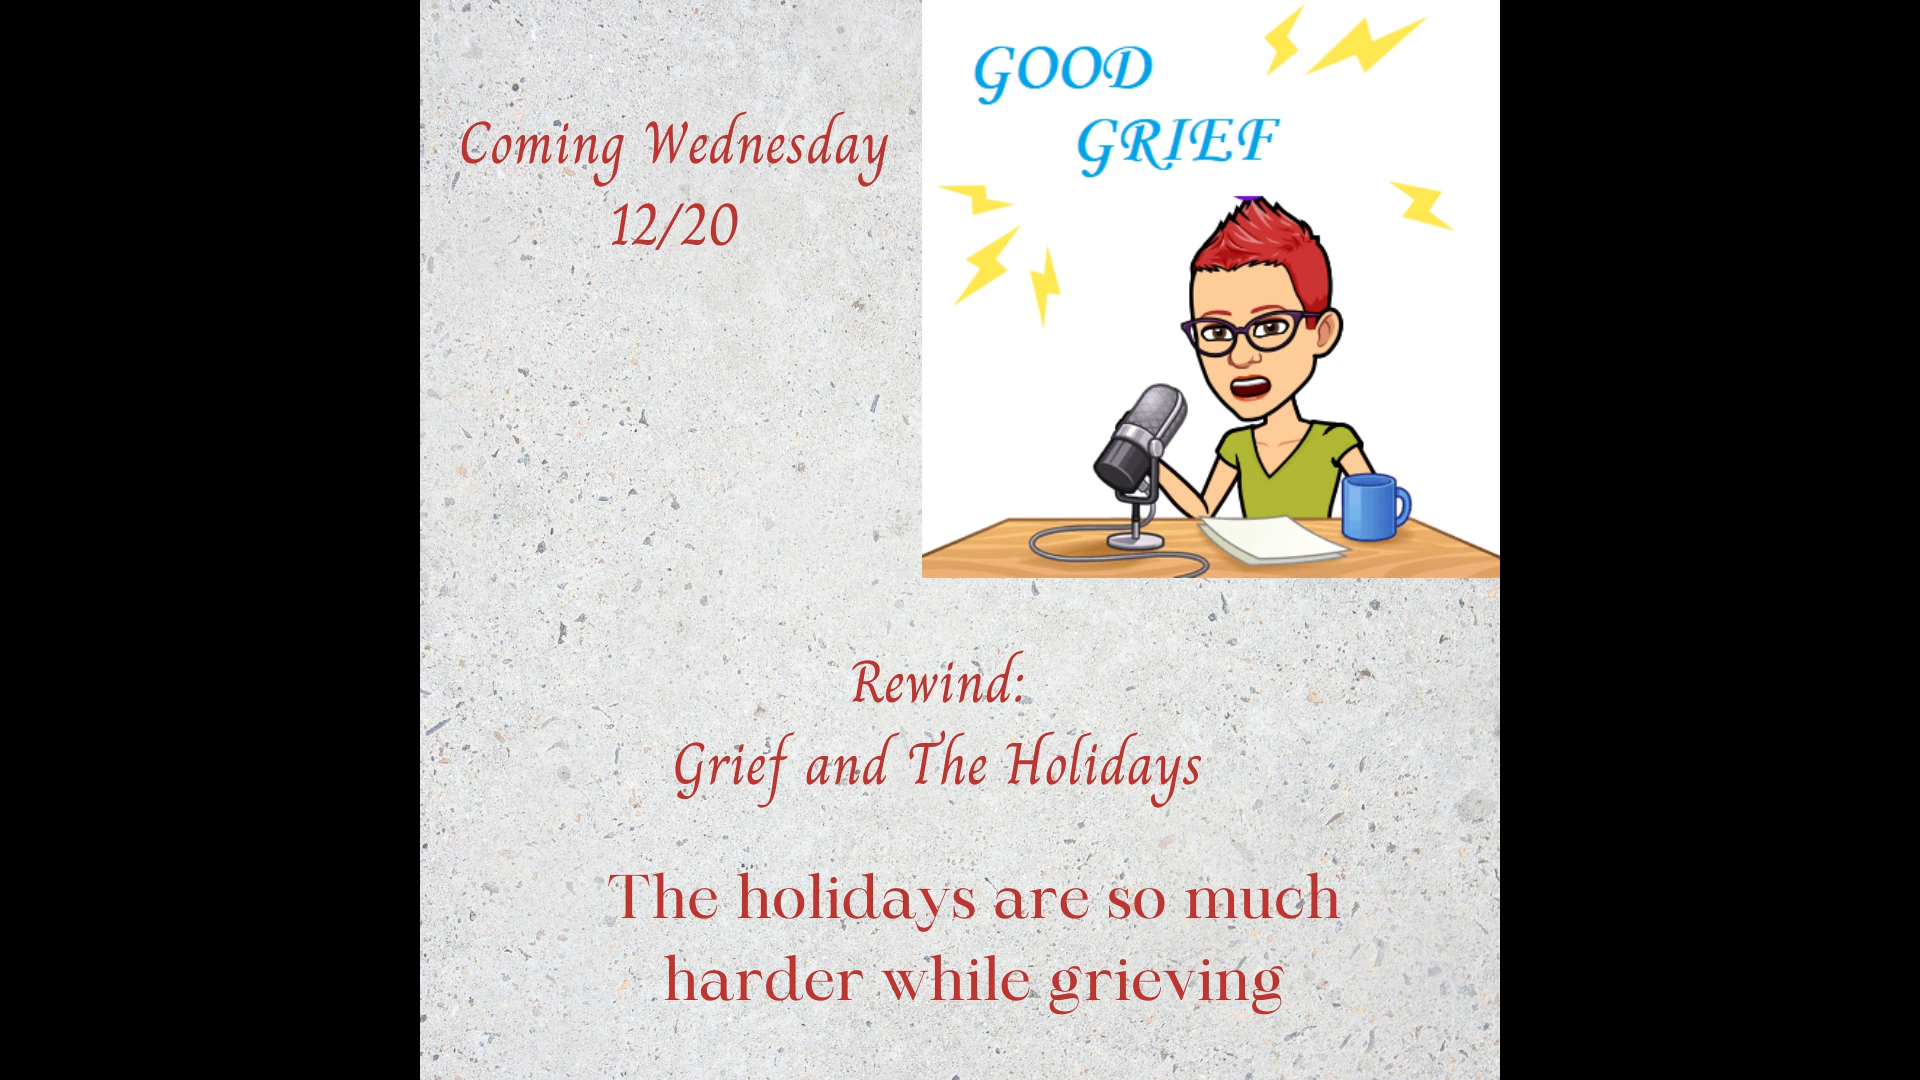 Coming Wednesday
12/20
GOOD
GRIEF
Rewind:
Grief and The Holidays
The holidays are so much
harder while grieving